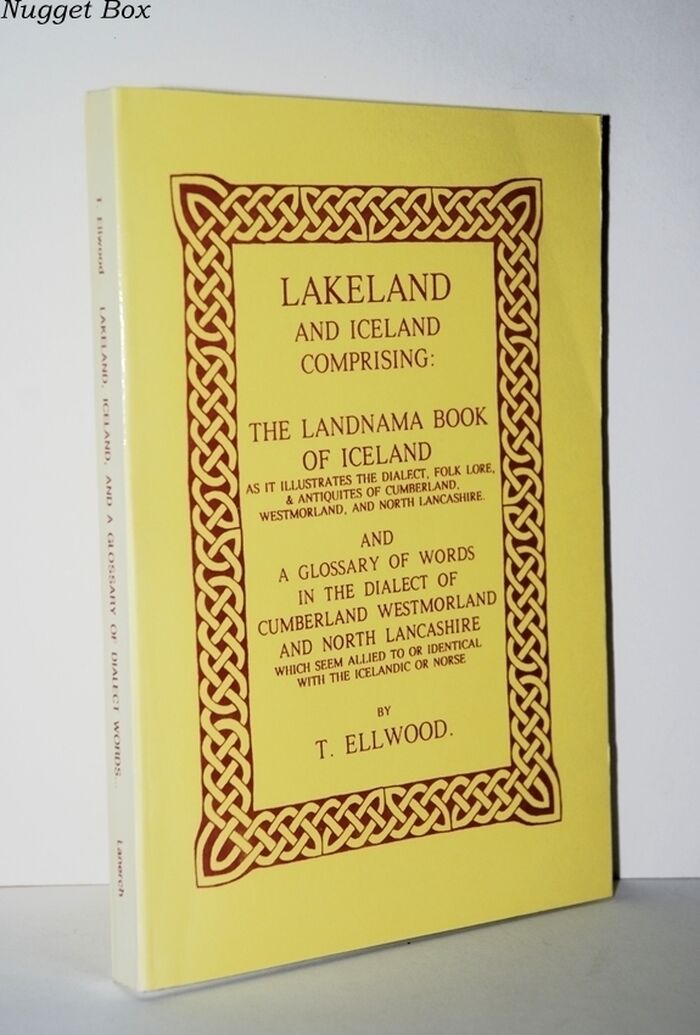 Nugget Box
T. Ellwood LAKELAND, ICELAND, AND A GLOSSARY OF DIALECT WORDS... Llanerch
LAKELAND
AND ICELAND
COMPRISING:
THE LANDNAMA BOOK
OF ICELAND
AS IT ILLUSTRATES THE DIALECT, FOLK LORE,
& ANTIQUITES OF CUMBERLAND,
WESTMORLAND, AND NORTH LANCASHIRE.
AND
A GLOSSARY OF WORDS
IN THE DIALECT OF
CUMBERLAND WESTMORLAND
AND NORTH LANCASHIRE
WHICH SEEM ALLIED TO OR IDENTICAL
WITH THE ICELANDIC OR NORSE
BY
T. ELLWOOD.